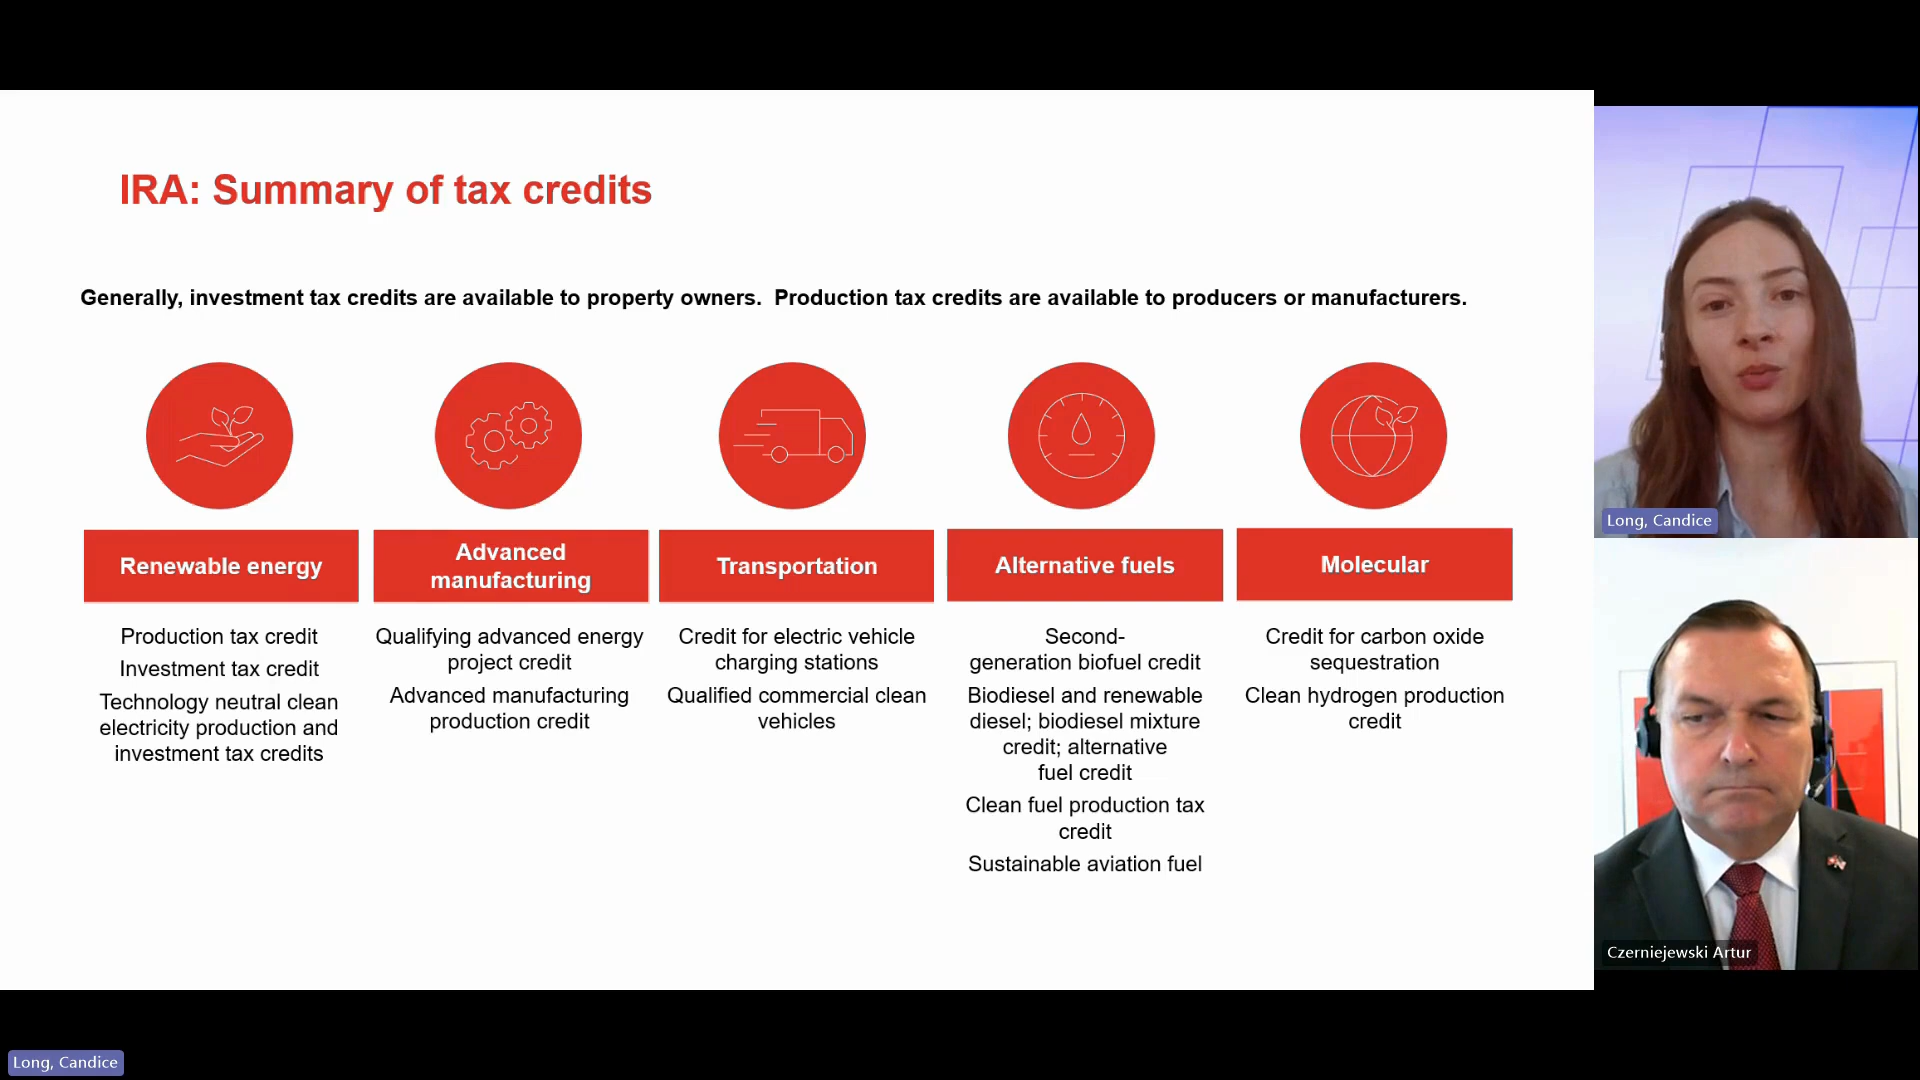 IRA: Summary of tax credits
Generally, investment tax credits are available to property owners.  Production tax credits are available to producers or manufacturers.
Renewable energy
Production tax credit
Investment tax credit
Technology neutral clean
electricity production and
investment tax credits
Advanced
manufacturing
Qualifying advanced energy
project credit
Advanced manufacturing
production credit
Transportation
Credit for electric vehicle
charging stations
Qualified commercial clean
vehicles
Alternative fuels
Second-
generation biofuel credit
Biodiesel and renewable
diesel; biodiesel mixture
credit; alternative
fuel credit
Clean fuel production tax
credit
Sustainable aviation fuel
Molecular
Credit for carbon oxide
sequestration
Clean hydrogen production
credit
Long, Candice
Czerniejewski Artur
Long, Candice